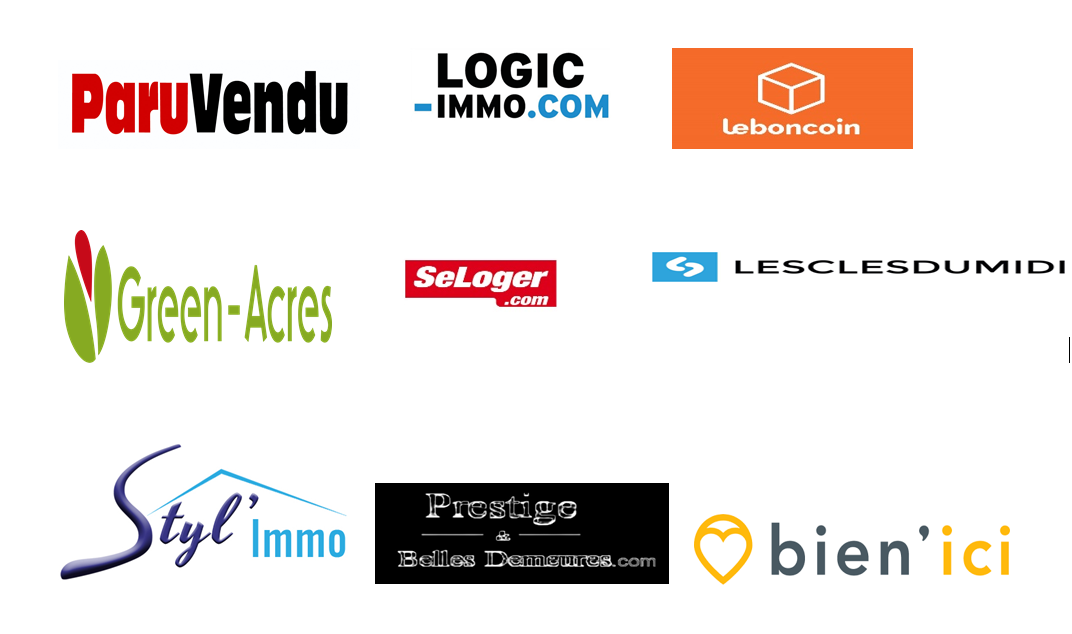 ParuVendu
LOGIC
-IMMO.COM
leboncoin
Green-Acres
SeLoger
.com
LESCLESDUMIDI
Styl'Immo
Prestige
&
Belles Demeures.com
bien'ici